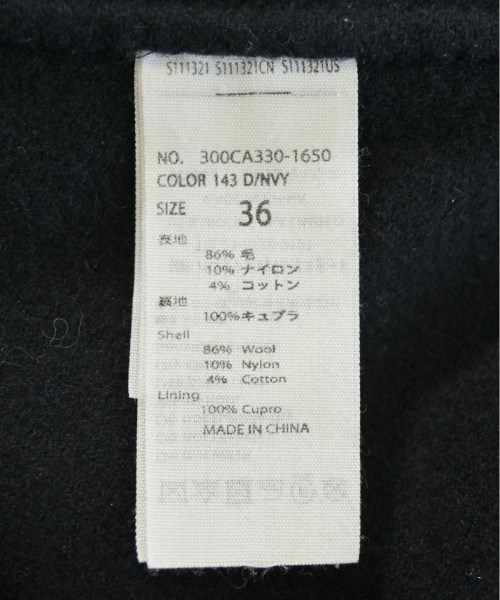 S111321 S111321CN S111321US
NO. 300CA330-1650
COLOR 143 D/NVY
SIZE 36
表地
86% 毛
10% ナイロン
4% コットン
裏地
100%キュプラ
Shell
86% Wool
10% Nylon
4% Cotton
Lining
100% Cupro
MADE IN CHINA